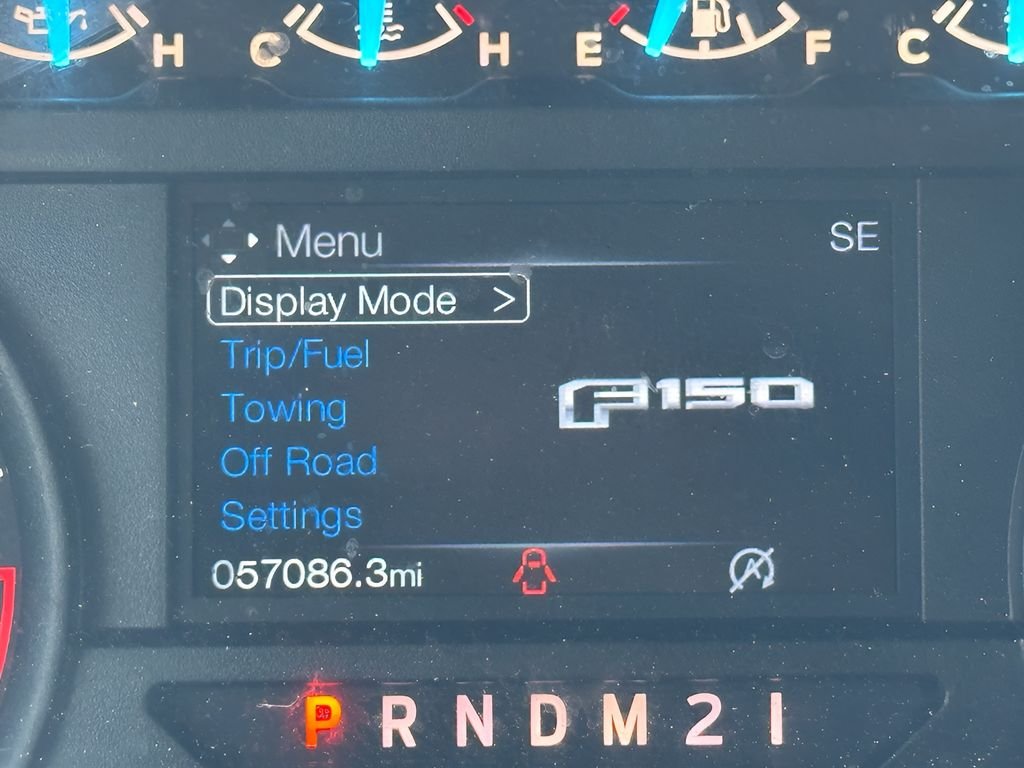 H C H E F C
Menu SE
Display Mode >
Trip/Fuel
F150
Towing
Off Road
Settings
057086.3mi A
P R N D M 2 1